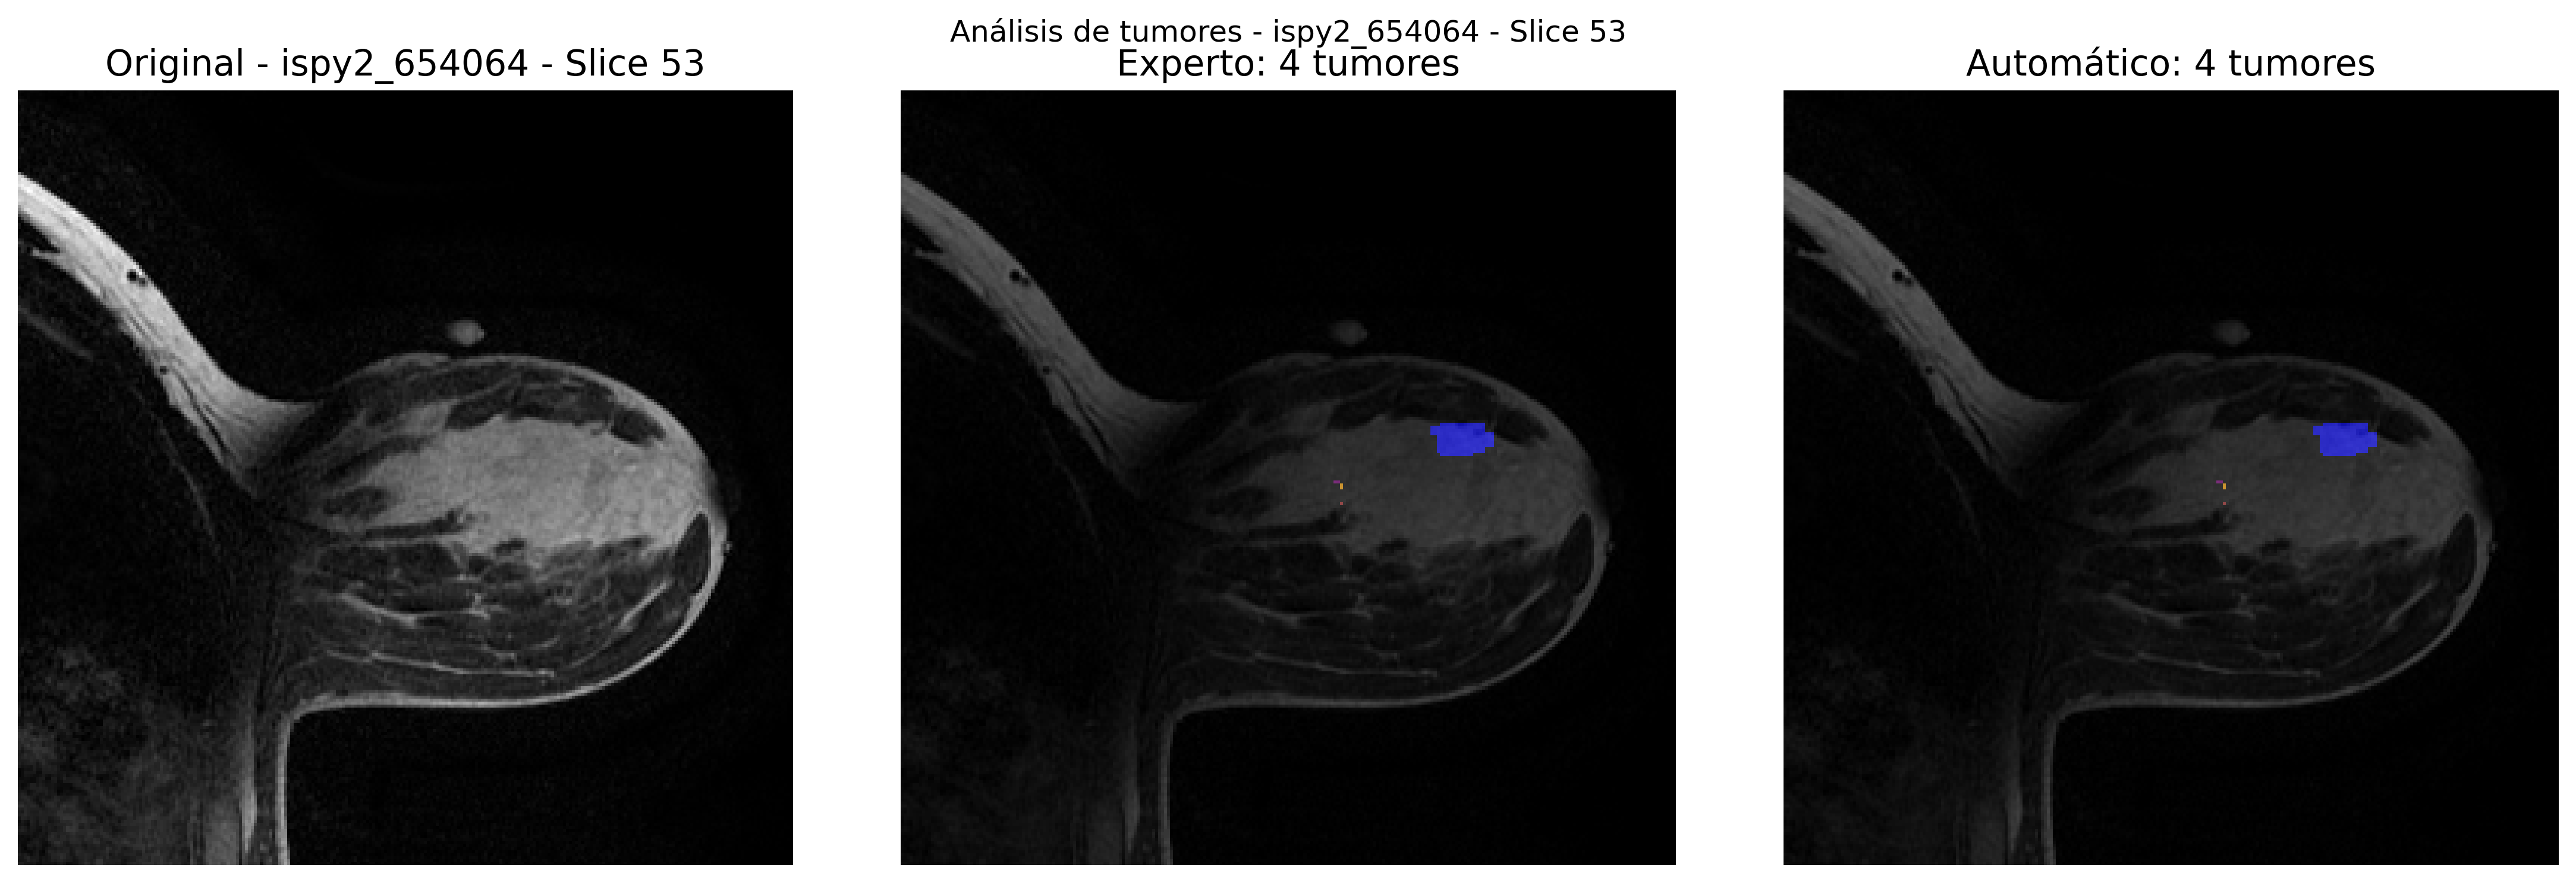 Análisis de tumores - ispy2_654064 - Slice 53
Original - ispy2_654064 - Slice 53
Experto: 4 tumores
Automático: 4 tumores